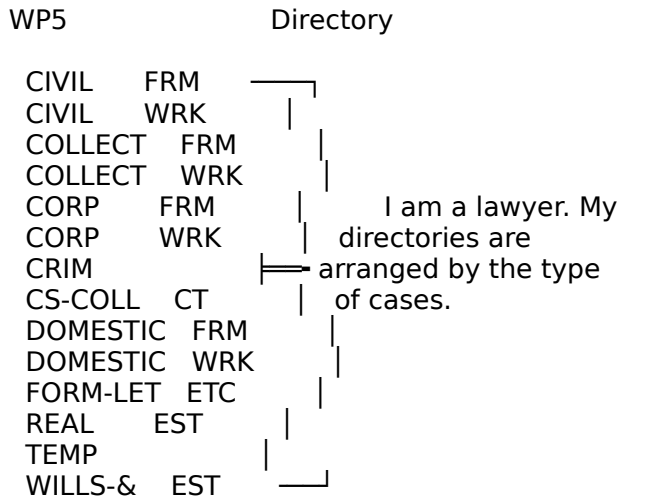 WP5 Directory
CIVIL FRM ────┐
CIVIL WRK │
COLLECT FRM │
COLLECT WRK │
CORP FRM │ I am a lawyer. My
CORP WRK │ directories are
CRIM ╞═══╸ arranged by the type
CS-COLL CT │ of cases.
DOMESTIC FRM │
DOMESTIC WRK │
FORM-LET ETC │
REAL EST │
TEMP │
WILLS-& EST ───┘